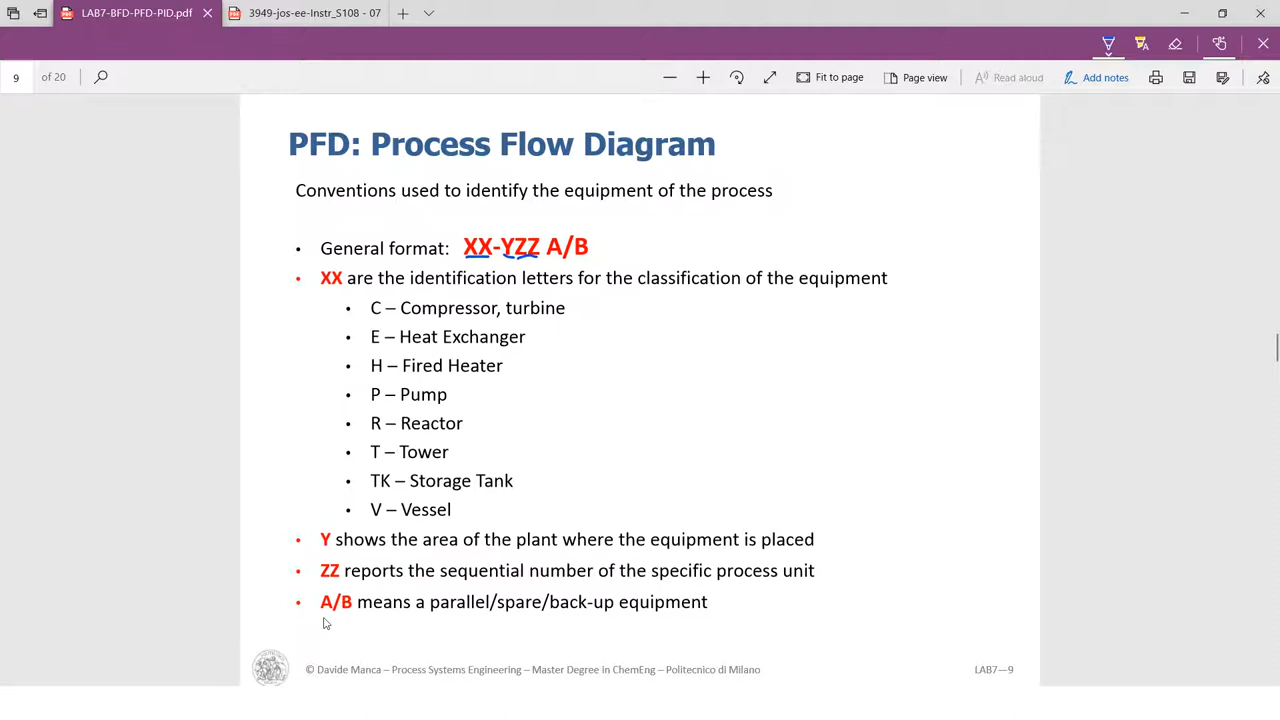 LAB7-BFD-PFD-PID.pdf
3949-jos-ee-Instr_S108 - 07
9 of 20
Fit to page
Page view
Read aloud
Add notes
PFD: Process Flow Diagram
Conventions used to identify the equipment of the process
• General format: XX-YZZ A/B
• XX are the identification letters for the classification of the equipment
• C – Compressor, turbine
• E – Heat Exchanger
• H – Fired Heater
• P – Pump
• R – Reactor
• T – Tower
• TK – Storage Tank
• V – Vessel
• Y shows the area of the plant where the equipment is placed
• ZZ reports the sequential number of the specific process unit
• A/B means a parallel/spare/back-up equipment
© Davide Manca – Process Systems Engineering – Master Degree in ChemEng – Politecnico di Milano
LAB7—9